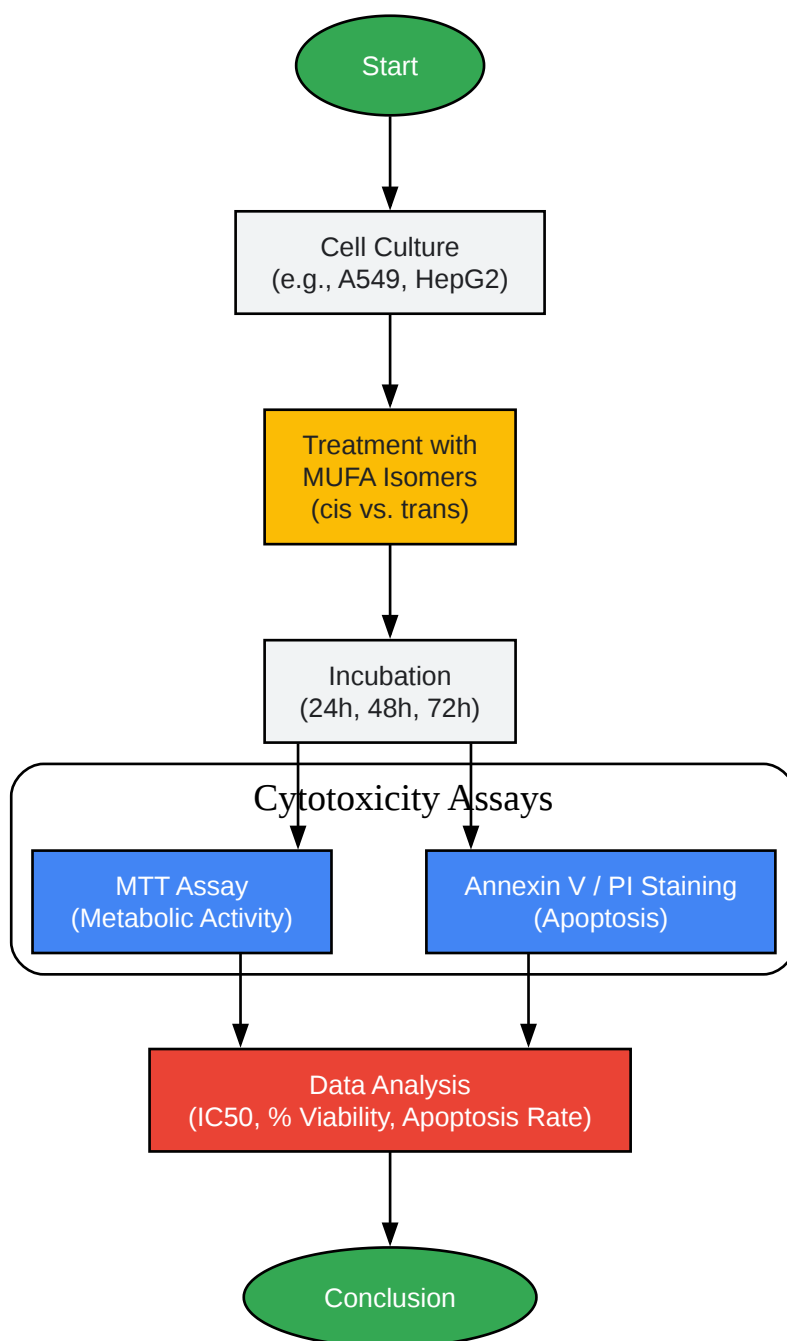 Start
Cell Culture
(e.g., A549, HepG2)
Treatment with
MUFA Isomers
(cis vs. trans)
Incubation
(24h, 48h, 72h)
Cytotoxicity Assays
MTT Assay
(Metabolic Activity)
Annexin V / PI Staining
(Apoptosis)
Data Analysis
(IC50, % Viability, Apoptosis Rate)
Conclusion